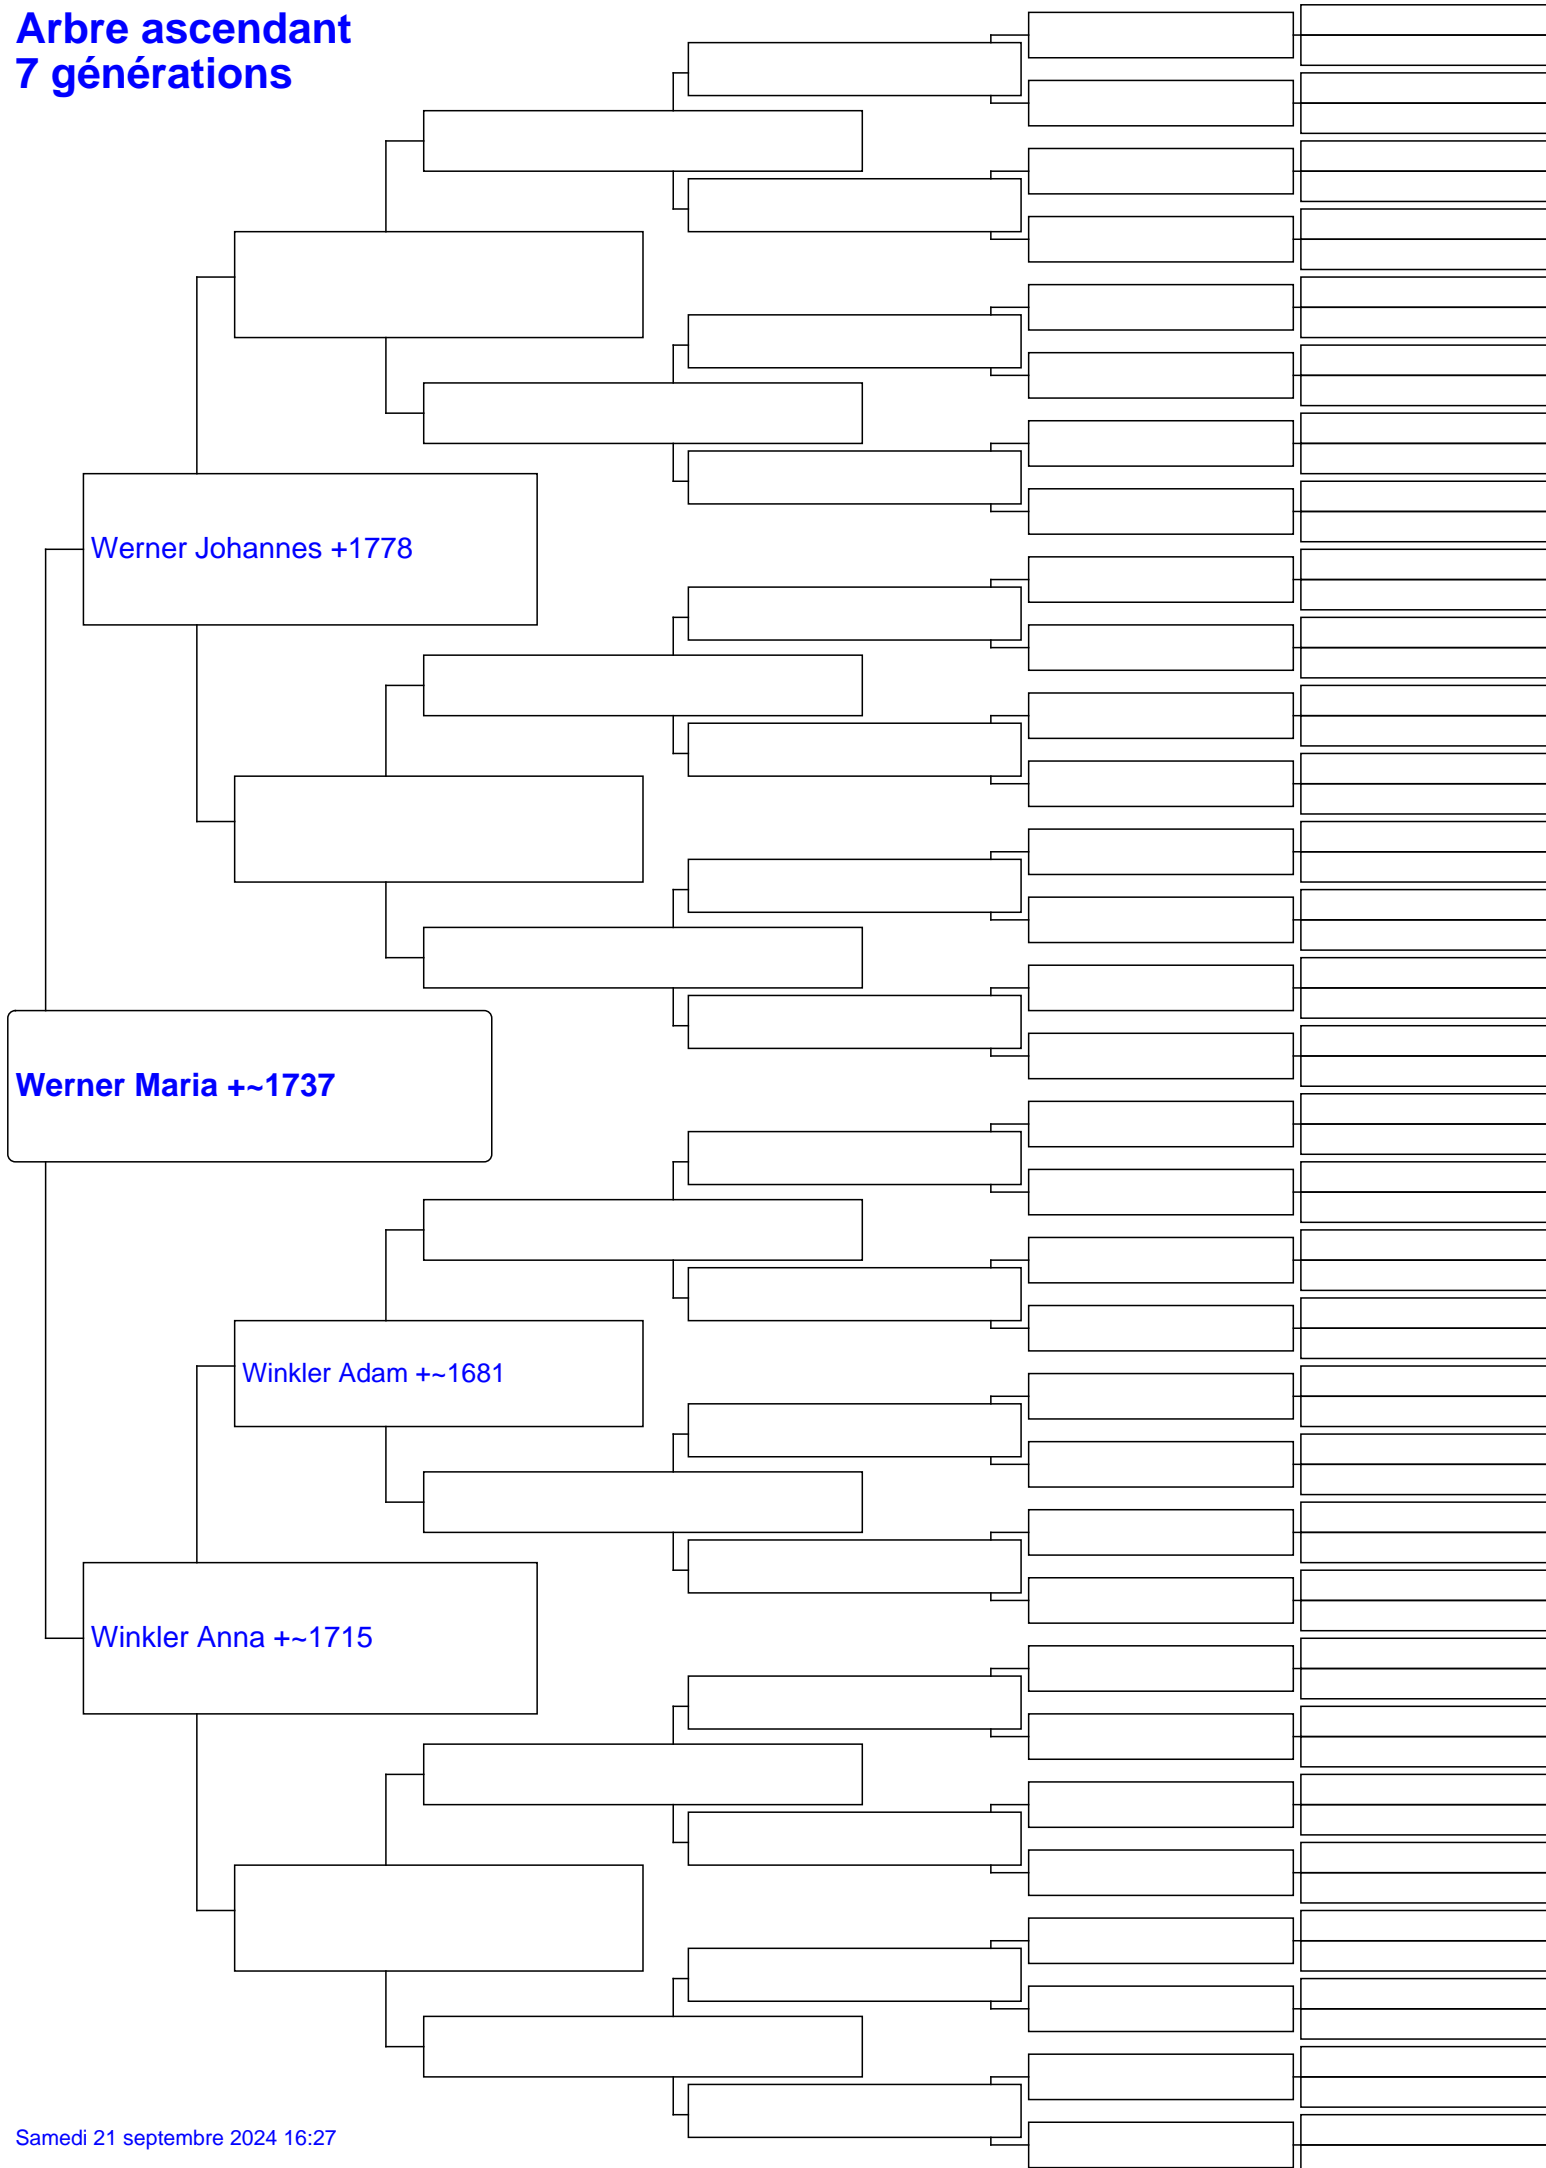 Arbre ascendant
7 générations
Werner Johannes +1778
Werner Maria +~1737
Winkler Adam +~1681
Winkler Anna +~1715
Samedi 21 septembre 2024 16:27